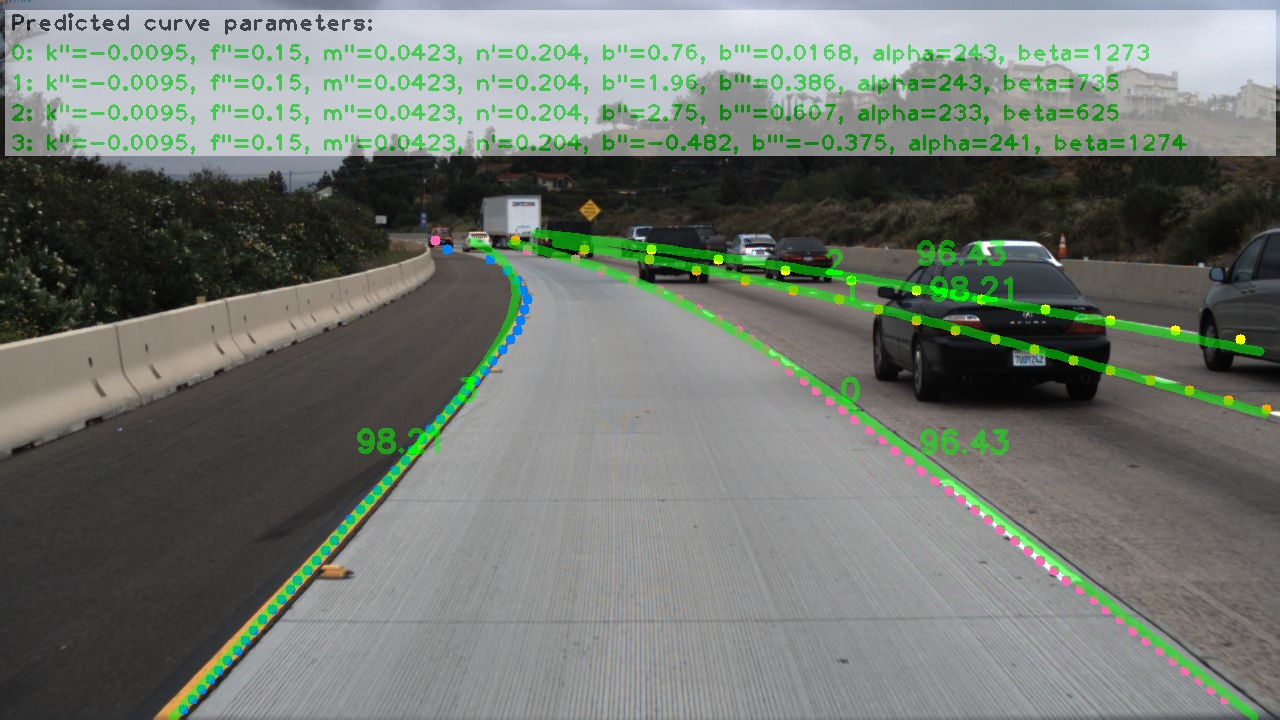 Predicted curve parameters:
0: k''=-0.0095, f''=0.15, m''=0.0423, n'=0.204, b''=0.76, b'''=0.0168, alpha=243, beta=1273
1: k''=-0.0095, f''=0.15, m''=0.0423, n'=0.204, b''=1.96, b'''=0.386, alpha=243, beta=735
2: k''=-0.0095, f''=0.15, m''=0.0423, n'=0.204, b''=2.75, b'''=0.607, alpha=233, beta=625
3: k''=-0.0095, f''=0.15, m''=0.0423, n'=0.204, b''=-0.482, b'''=-0.375, alpha=241, beta=1274
2 96.43
1 98.21
ACURA
3
0
98.21
96.43